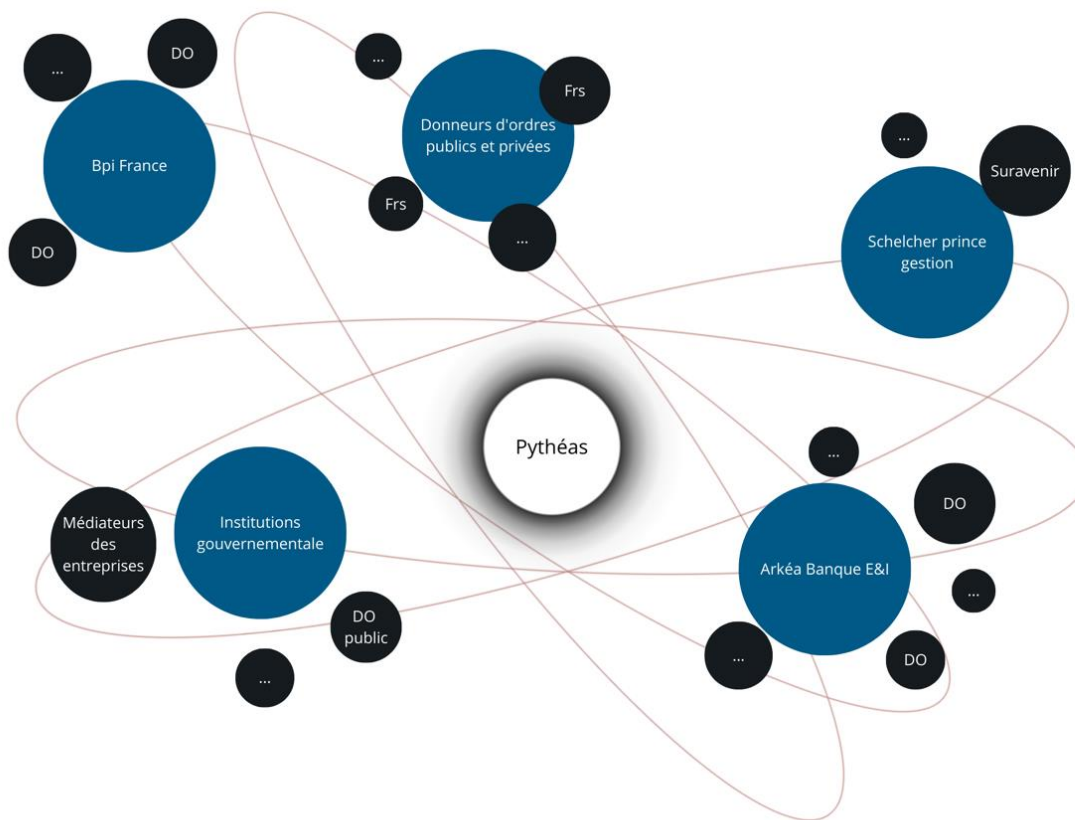 ...
DO
Bpi France
DO
...
Donneurs d'ordres
publics et privées
Frs
Frs
...
...
Suravenir
Schelcher prince
gestion
Pythéas
Médiateurs
des
entreprises
Institutions
gouvernementale
DO
public
...
...
DO
Arkéa Banque E&I
...
DO
...